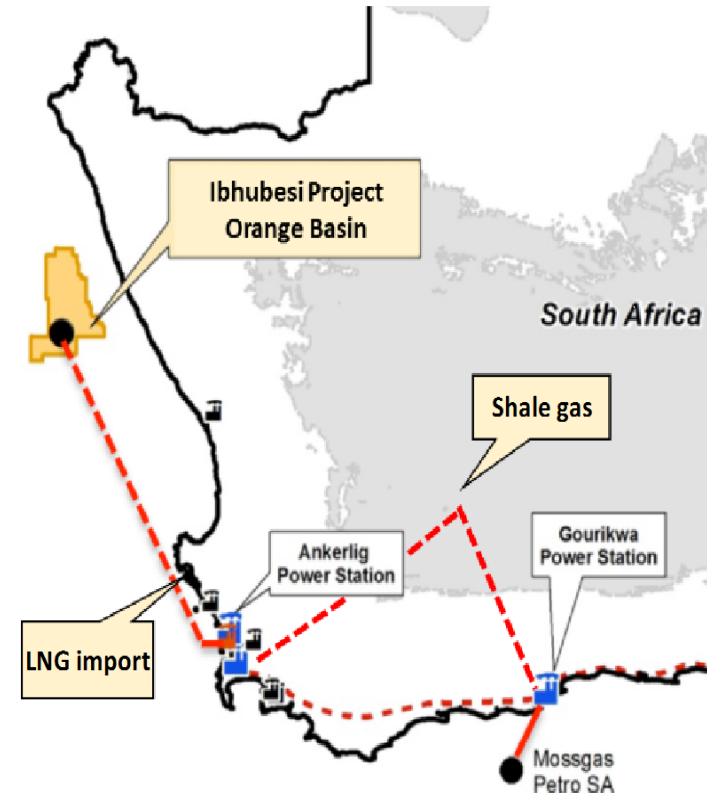 Ibhubesi Project
Orange Basin
South Africa
Shale gas
Ankerlig
Power Station
Gourikwa
Power Station
LNG import
Mossgas
Petro SA